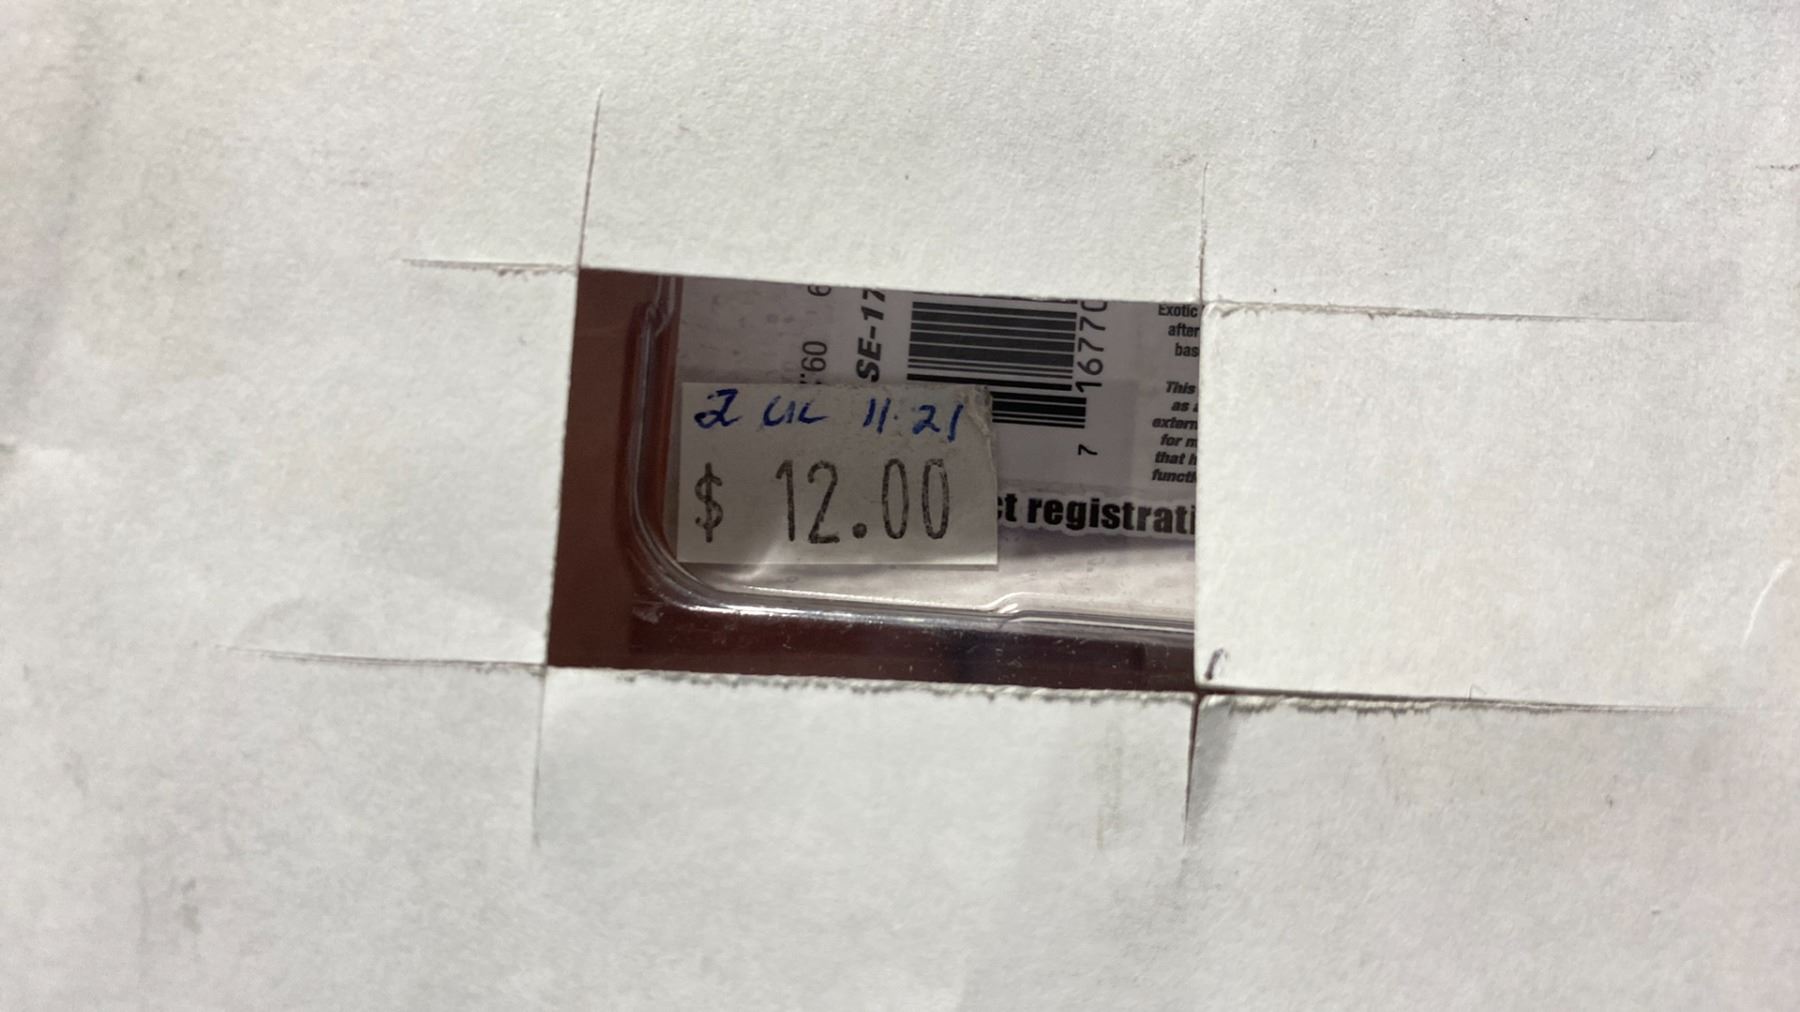 SE-17
716770
Exotic
after
bas
This
as
extern
for m
that
functi
2 UL 11·21
$ 12.00
ct registrati